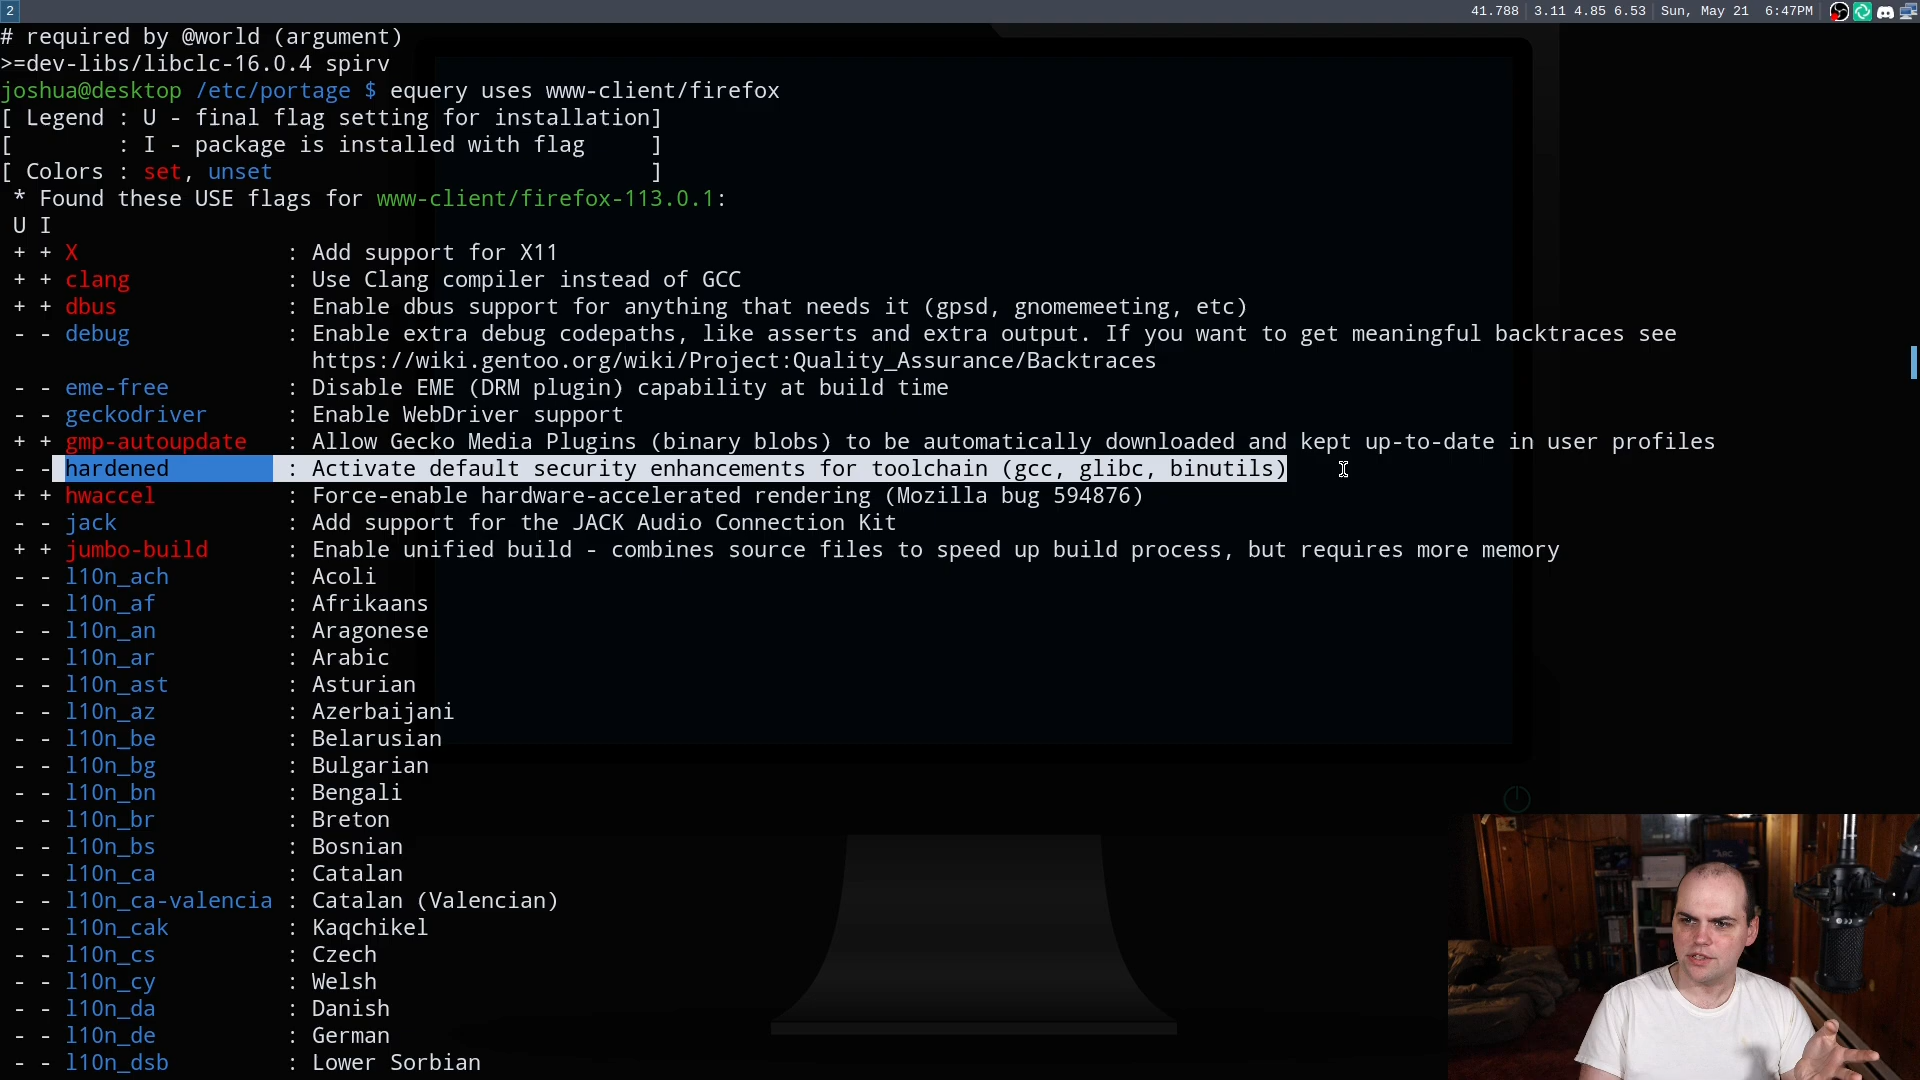 2 41.788 3.11 4.85 6.53 Sun, May 21 6:47PM
# required by @world (argument)
>=dev-libs/libclc-16.0.4 spirv
joshua@desktop /etc/portage $ equery uses www-client/firefox
[ Legend : U - final flag setting for installation]
[        : I - package is installed with flag     ]
[ Colors : set, unset                             ]
 * Found these USE flags for www-client/firefox-113.0.1:
 U I
 + + X : Add support for X11
 + + clang : Use Clang compiler instead of GCC
 + + dbus : Enable dbus support for anything that needs it (gpsd, gnomemeeting, etc)
 - - debug : Enable extra debug codepaths, like asserts and extra output. If you want to get meaningful backtraces see
https://wiki.gentoo.org/wiki/Project:Quality_Assurance/Backtraces
 - - eme-free : Disable EME (DRM plugin) capability at build time
 - - geckodriver : Enable WebDriver support
 + + gmp-autoupdate : Allow Gecko Media Plugins (binary blobs) to be automatically downloaded and kept up-to-date in user profiles
 - - hardened : Activate default security enhancements for toolchain (gcc, glibc, binutils)
 + + hwaccel : Force-enable hardware-accelerated rendering (Mozilla bug 594876)
 - - jack : Add support for the JACK Audio Connection Kit
 + + jumbo-build : Enable unified build - combines source files to speed up build process, but requires more memory
 - - l10n_ach : Acoli
 - - l10n_af : Afrikaans
 - - l10n_an : Aragonese
 - - l10n_ar : Arabic
 - - l10n_ast : Asturian
 - - l10n_az : Azerbaijani
 - - l10n_be : Belarusian
 - - l10n_bg : Bulgarian
 - - l10n_bn : Bengali
 - - l10n_br : Breton
 - - l10n_bs : Bosnian
 - - l10n_ca : Catalan
 - - l10n_ca-valencia : Catalan (Valencian)
 - - l10n_cak : Kaqchikel
 - - l10n_cs : Czech
 - - l10n_cy : Welsh
 - - l10n_da : Danish
 - - l10n_de : German
 - - l10n_dsb : Lower Sorbian